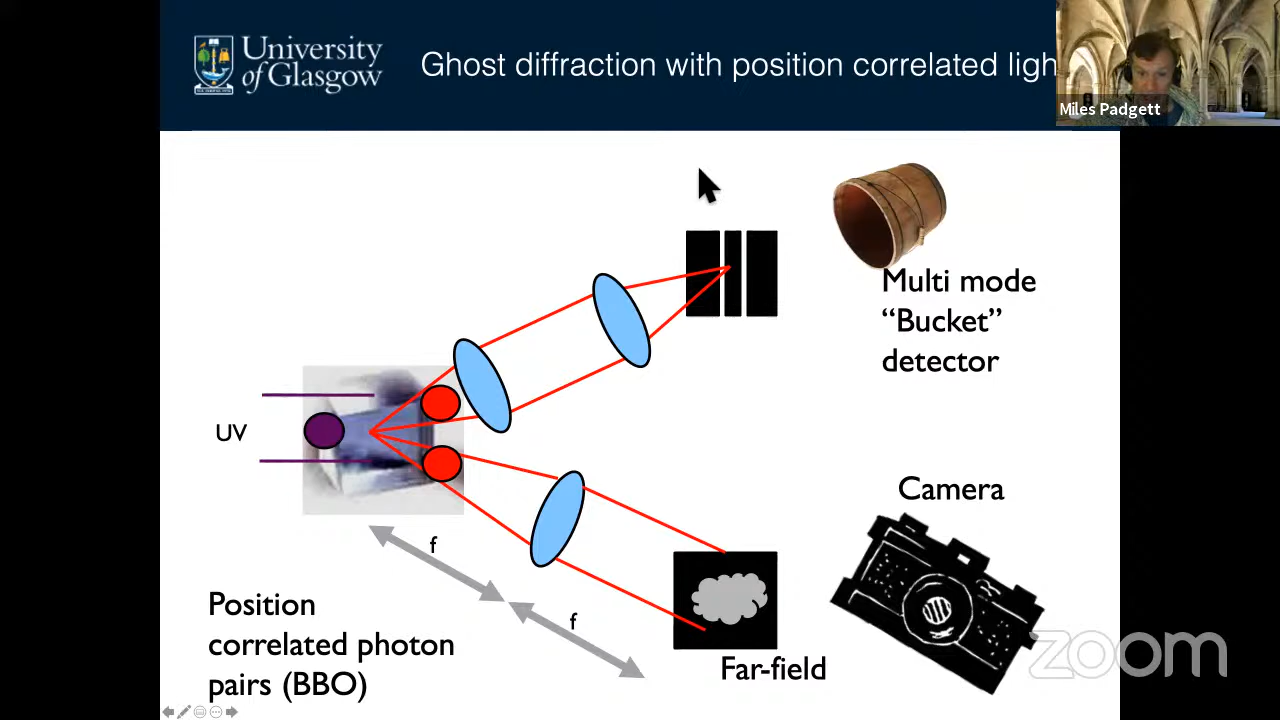 University
of Glasgow
Ghost diffraction with position correlated ligh
Miles Padgett
Multi mode
“Bucket”
detector
UV
Camera
f
f
Position
correlated photon
pairs (BBO)
Far-field
zoom